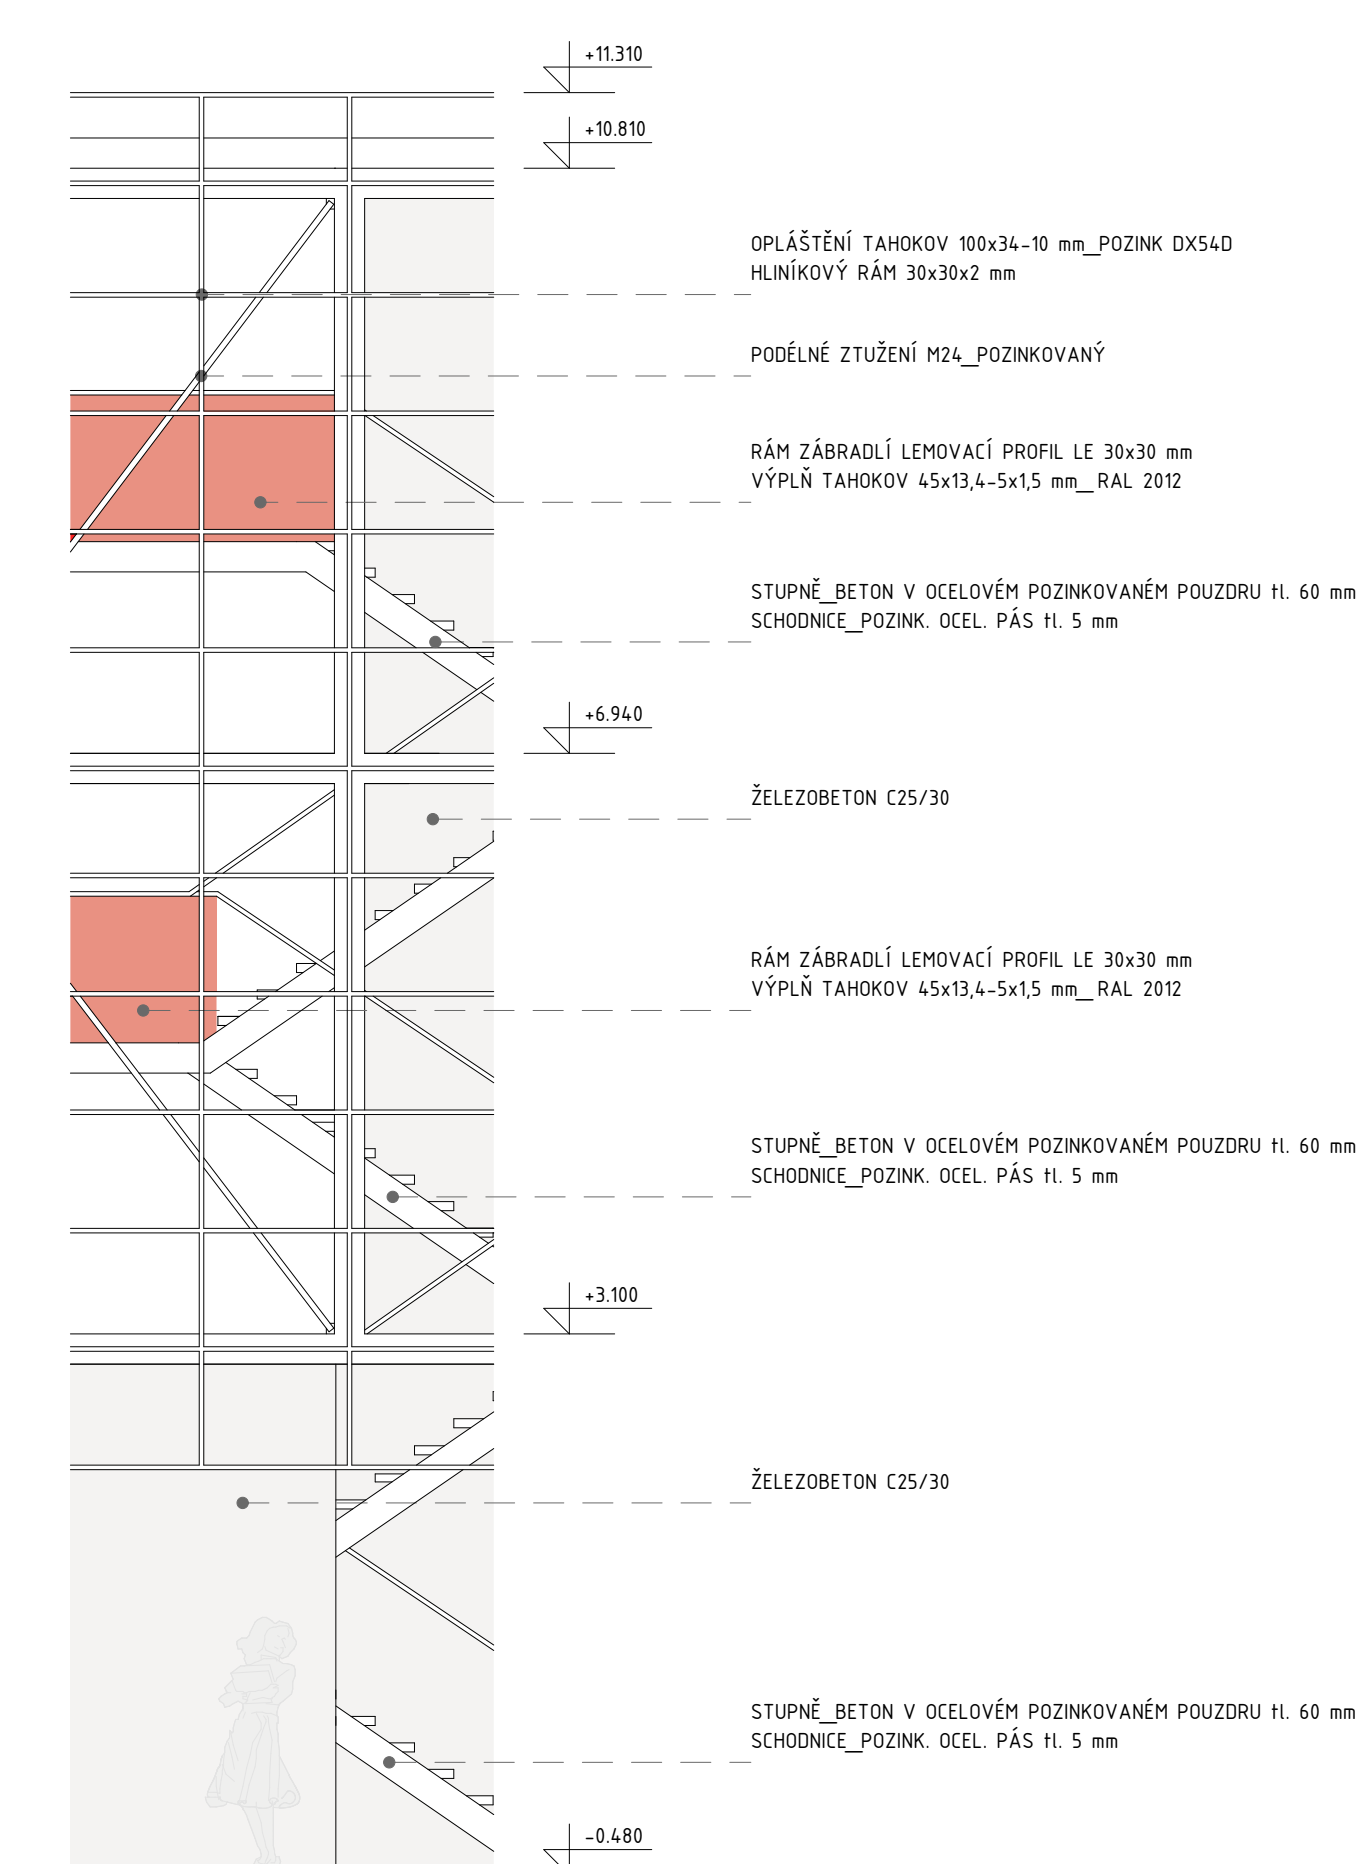 +11.310
+10.810
OPLÁŠTĚNÍ TAHOKOV 100x34-10 mm_POZINK DX54D
HLINÍKOVÝ RÁM 30x30x2 mm
PODÉLNÉ ZTUŽENÍ M24_POZINKOVANÝ
RÁM ZÁBRADLÍ LEMOVACÍ PROFIL LE 30x30 mm
VÝPLŇ TAHOKOV 45x13,4-5x1,5 mm_RAL 2012
STUPNĚ_BETON V OCELOVÉM POZINKOVANÉM POUZDRU tl. 60 mm
SCHODNICE_POZINK. OCEL. PÁS tl. 5 mm
+6.940
ŽELEZOBETON C25/30
RÁM ZÁBRADLÍ LEMOVACÍ PROFIL LE 30x30 mm
VÝPLŇ TAHOKOV 45x13,4-5x1,5 mm_RAL 2012
STUPNĚ_BETON V OCELOVÉM POZINKOVANÉM POUZDRU tl. 60 mm
SCHODNICE_POZINK. OCEL. PÁS tl. 5 mm
+3.100
ŽELEZOBETON C25/30
STUPNĚ_BETON V OCELOVÉM POZINKOVANÉM POUZDRU tl. 60 mm
SCHODNICE_POZINK. OCEL. PÁS tl. 5 mm
-0.480